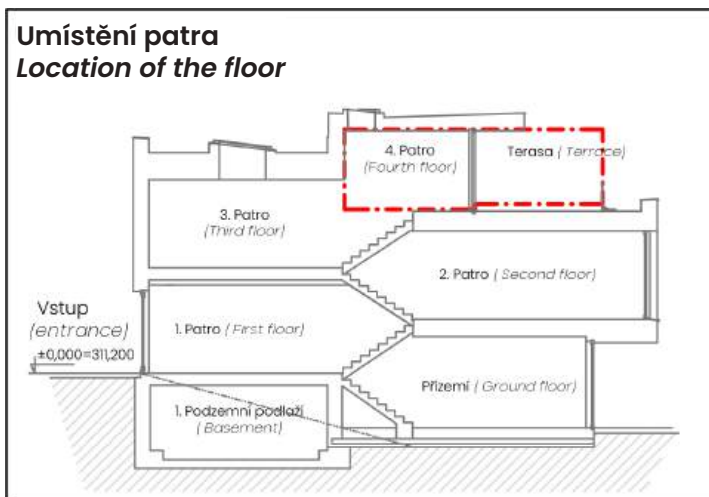 Umístění patra
Location of the floor
4. Patro
(Fourth floor)
Terasa (Terrace)
3. Patro
(Third floor)
2. Patro (Second floor)
Vstup
(entrance)
±0,000=311,200
1. Patro (First floor)
Přízemí (Ground floor)
1. Podzemní podlaží
(Basement)